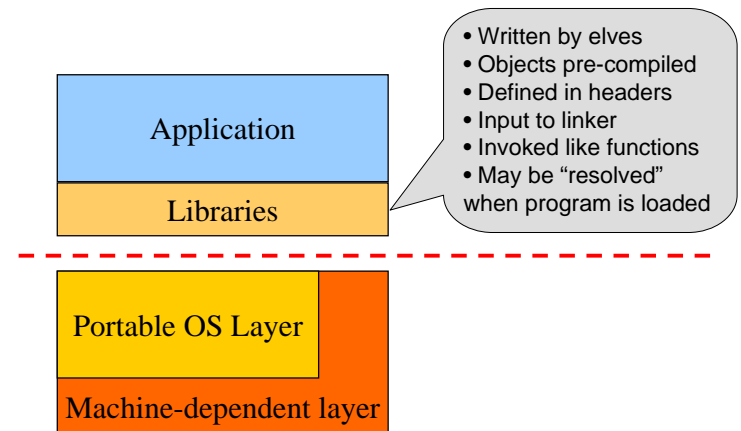 • Written by elves
• Objects pre-compiled
• Defined in headers
• Input to linker
• Invoked like functions
• May be “resolved”
when program is loaded
Application
Libraries
Portable OS Layer
Machine-dependent layer